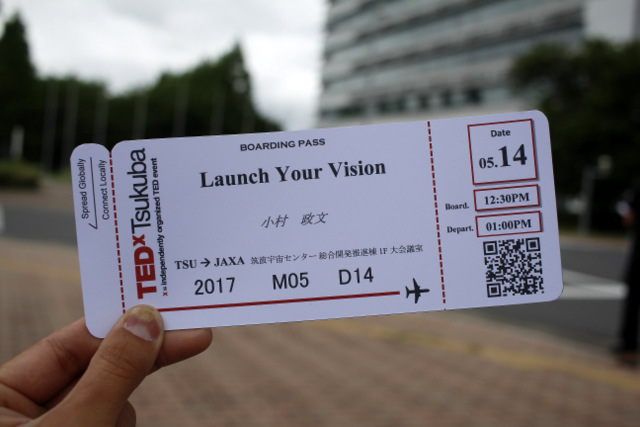 Spread Globally
Connect Locally
TEDxTsukuba
x = independently organized TED event
BOARDING PASS
Launch Your Vision
小村 政文
TSU → JAXA 筑波宇宙センター 総合開発推進棟 1F 大会議室
2017 M05 D14
Date
05.14
Board. 12:30PM
Depart. 01:00PM